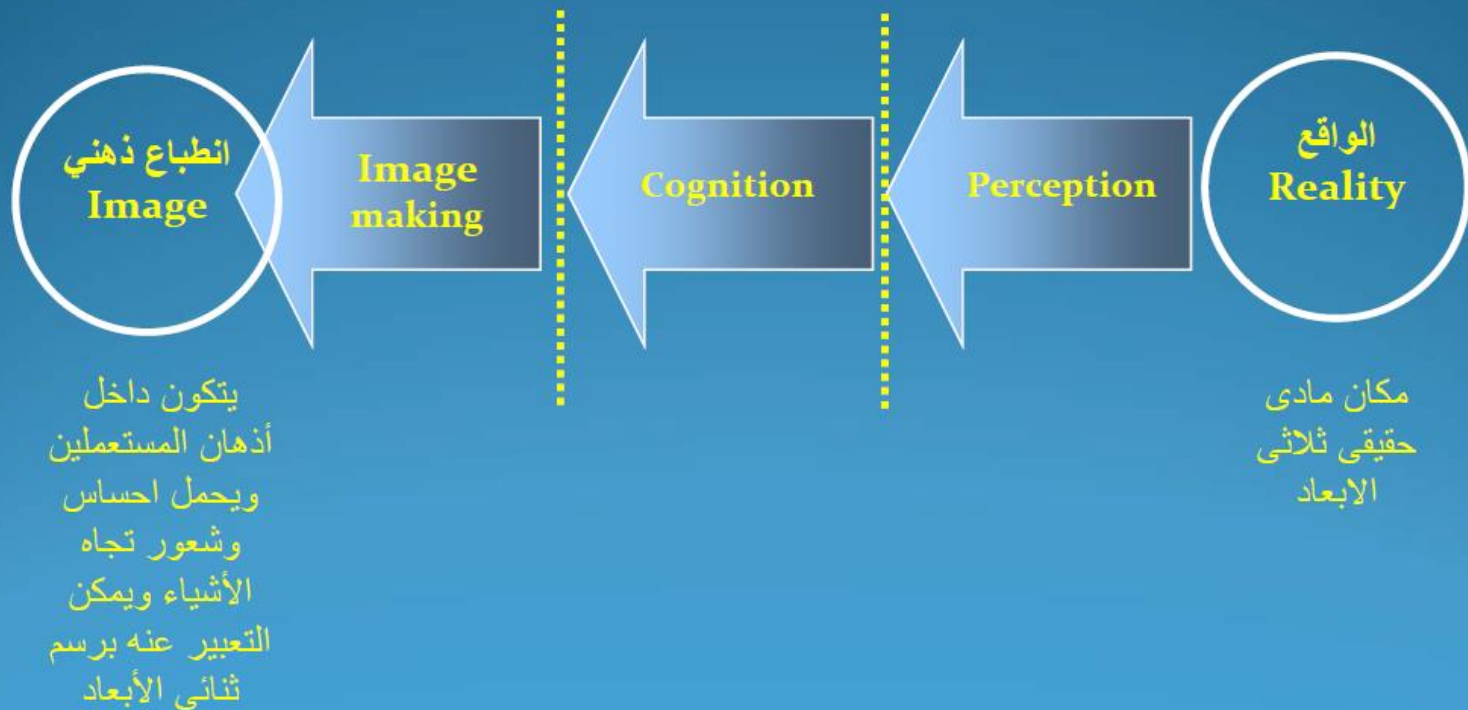 الواقع
Reality
مكان مادى
حقيقى ثلاثى
الابعاد
Perception
Cognition
Image
making
انطباع ذهني
Image
يتكون داخل
أذهان المستعملين
ويحمل احساس
وشعور تجاه
الأشياء ويمكن
التعبير عنه برسم
ثنائي الأبعاد